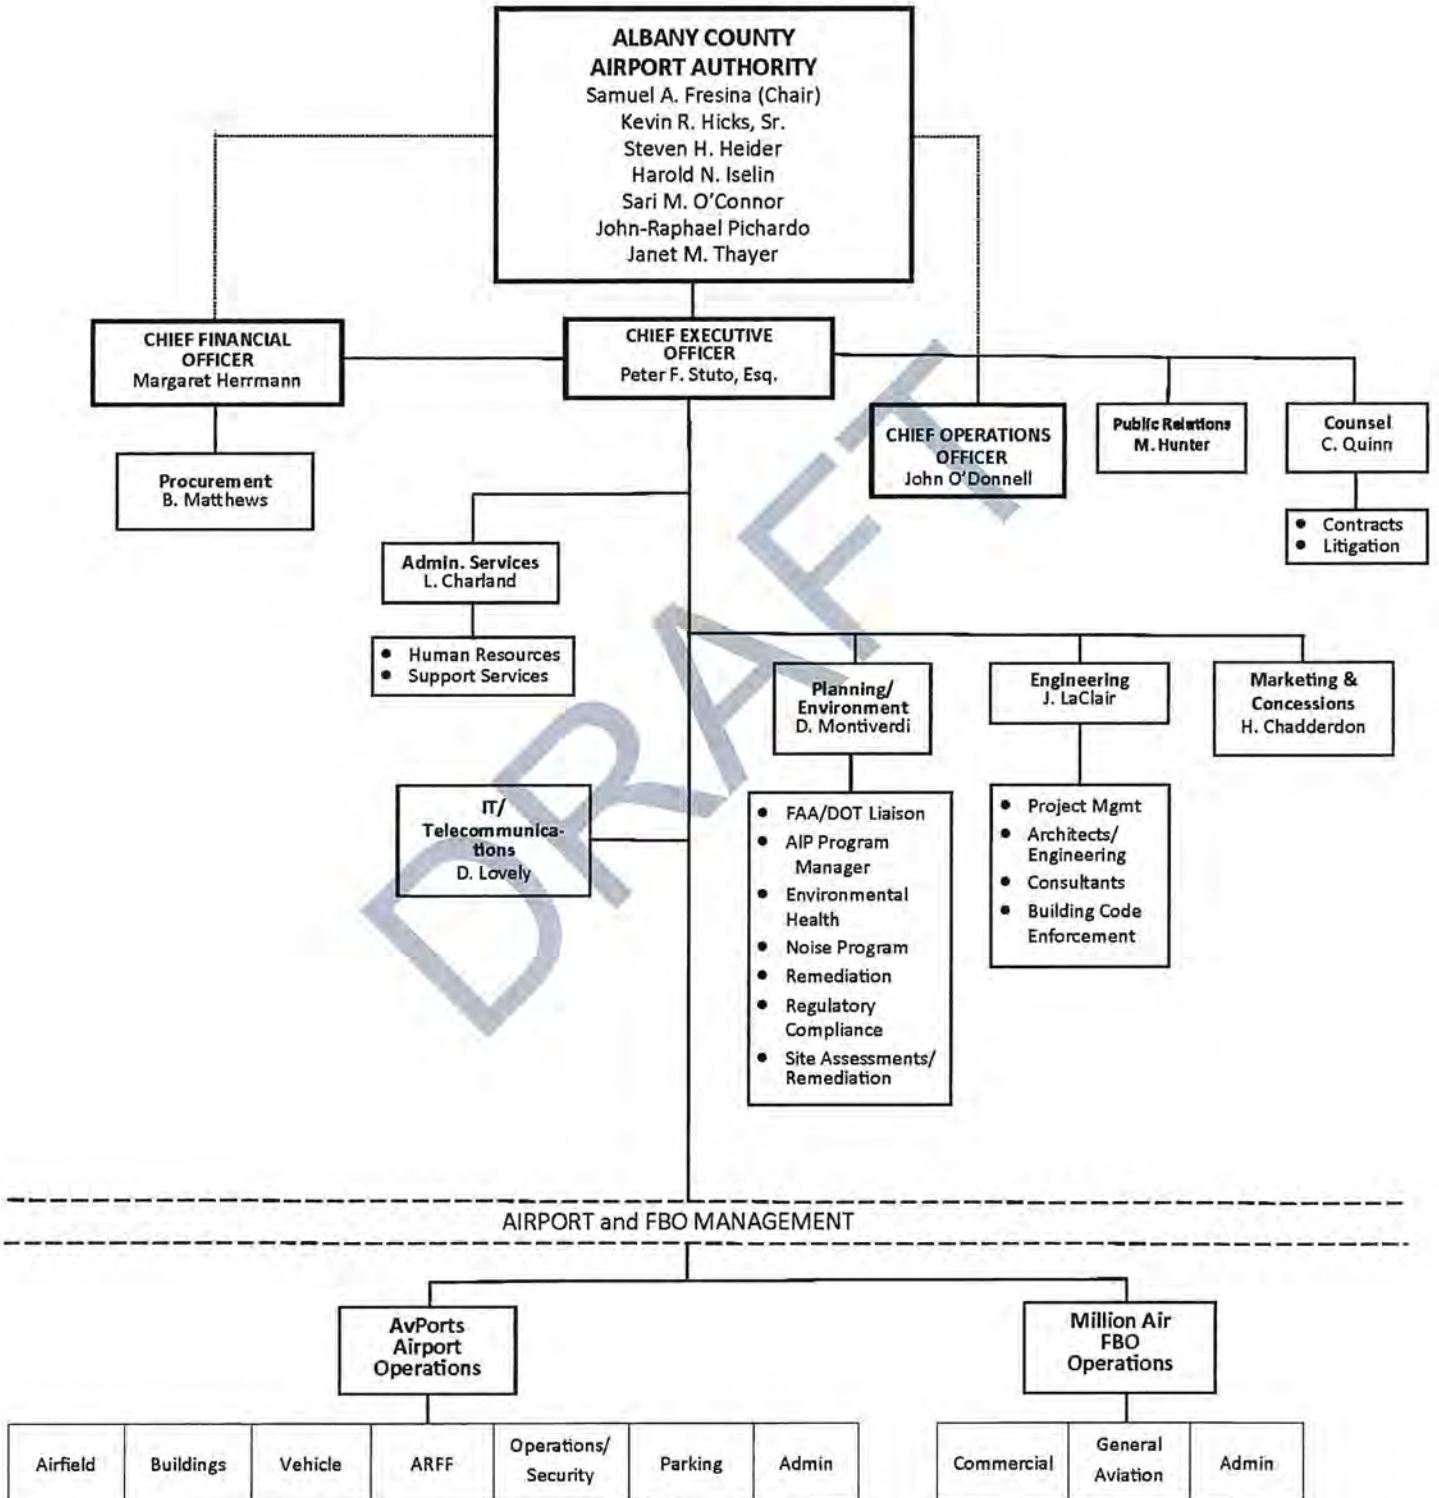 ALBANY COUNTY
AIRPORT AUTHORITY
Samuel A. Fresina (Chair)
Kevin R. Hicks, Sr.
Steven H. Heider
Harold N. Iselin
Sari M. O'Connor
John-Raphael Pichardo
Janet M. Thayer
CHIEF FINANCIAL
OFFICER
Margaret Herrmann
CHIEF EXECUTIVE
OFFICER
Peter F. Stuto, Esq.
CHIEF OPERATIONS
OFFICER
John O'Donnell
Public Relations
M. Hunter
Counsel
C. Quinn
Procurement
B. Matthews
• Contracts
• Litigation
Admin. Services
L. Charland
• Human Resources
• Support Services
Planning/
Environment
D. Montiverdi
Engineering
J. LaClair
Marketing &
Concessions
H. Chadderdon
IT/
Telecommunica-
tions
D. Lovely
• FAA/DOT Liaison
• AIP Program
Manager
• Environmental
Health
• Noise Program
• Remediation
• Regulatory
Compliance
• Site Assessments/
Remediation
• Project Mgmt
• Architects/
Engineering
• Consultants
• Building Code
Enforcement
DRAFT
AIRPORT and FBO MANAGEMENT
AvPorts
Airport
Operations
Million Air
FBO
Operations
Airfield
Buildings
Vehicle
ARFF
Operations/
Security
Parking
Admin
Commercial
General
Aviation
Admin